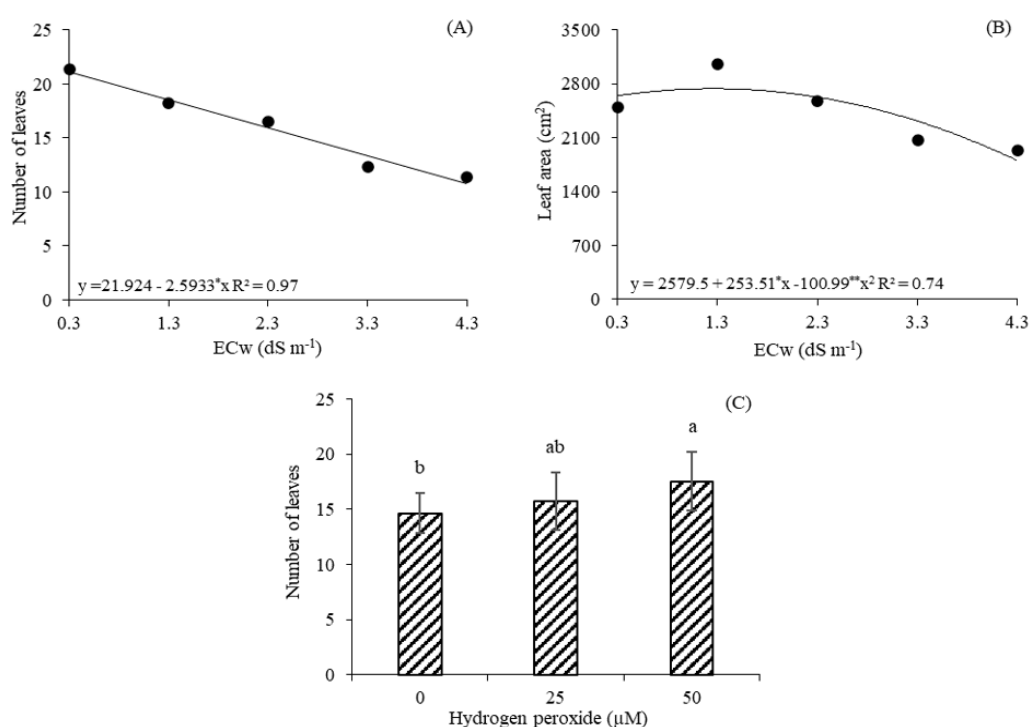 (A)
25
20
15
10
5
0
Number of leaves
y =21.924 - 2.5933*x R² = 0.97
0.3 1.3 2.3 3.3 4.3
ECw (dS m⁻¹)
(B)
3500
2800
2100
1400
700
0
Leaf area (cm²)
y = 2579.5 + 253.51*x -100.99**x² R² = 0.74
0.3 1.3 2.3 3.3 4.3
ECw (dS m⁻¹)
(C)
25
20
15
10
5
0
Number of leaves
b ab a
0 25 50
Hydrogen peroxide (µM)